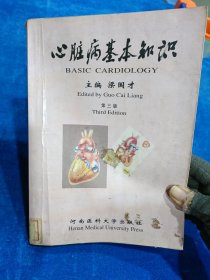 心脏病基本知识
BASIC CARDIOLOGY
主编 梁国才
Edited by Guo Cai Liang
第三版
Third Edition
河南医科大学出版社
Henan Medical University Press